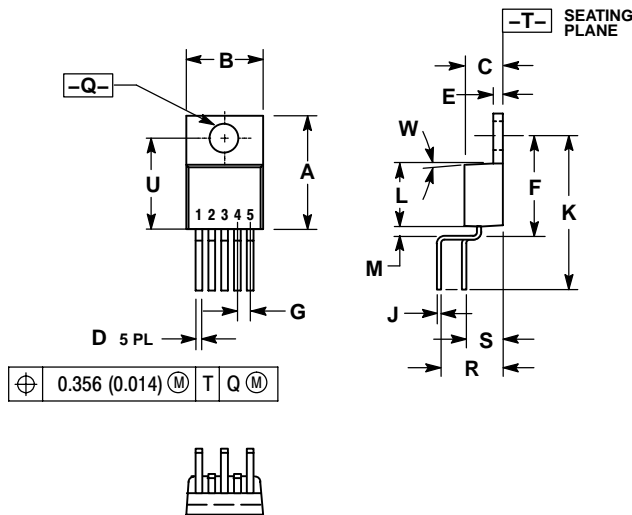 –T– SEATING
PLANE
B
C
–Q–
E
W
U
A
L
F
K
1 2 3 4 5
M
G
J
D 5 PL
S
R
⌖ 0.356 (0.014) Ⓜ T Q Ⓜ